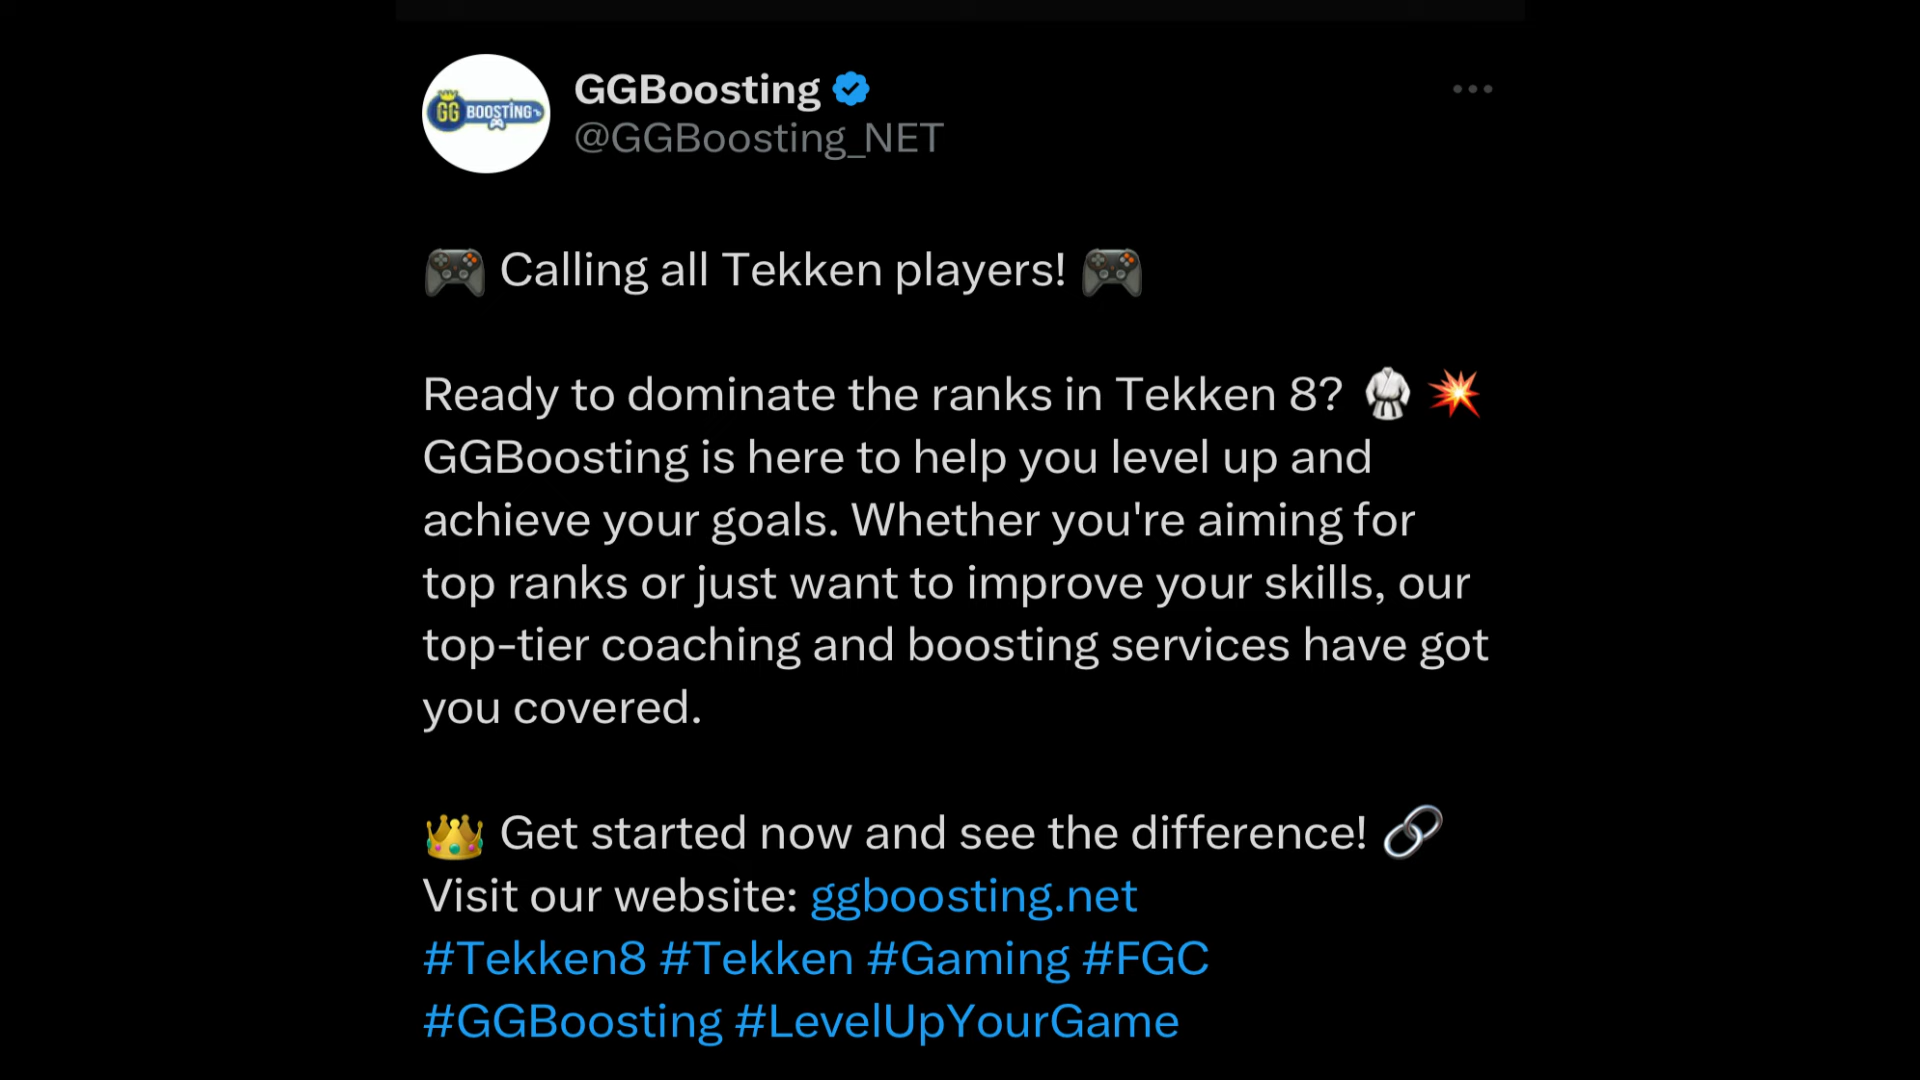 GG BOOSTING
GGBoosting
@GGBoosting_NET
🎮 Calling all Tekken players! 🎮
Ready to dominate the ranks in Tekken 8? 🥋 💥
GGBoosting is here to help you level up and
achieve your goals. Whether you're aiming for
top ranks or just want to improve your skills, our
top-tier coaching and boosting services have got
you covered.
👑 Get started now and see the difference! 🔗
Visit our website: ggboosting.net
#Tekken8 #Tekken #Gaming #FGC
#GGBoosting #LevelUpYourGame